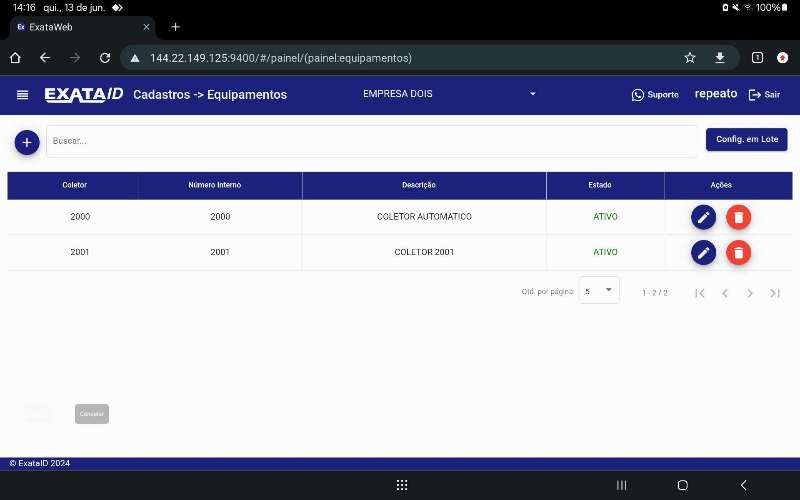 14:16 qui., 13 de jun. 100%
Ex ExataWeb
144.22.149.125:9400/#/painel/(painel:equipamentos) 1
EXATAID Cadastros -> Equipamentos EMPRESA DOIS Suporte repeato Sair
Buscar... Config. em Lote
Coletor Número Interno Descrição Estado Ações
2000 2000 COLETOR AUTOMATICO ATIVO
2001 2001 COLETOR 2001 ATIVO
Qtd. por página: 5 1 - 2 / 2
Cancelar
© ExataID 2024